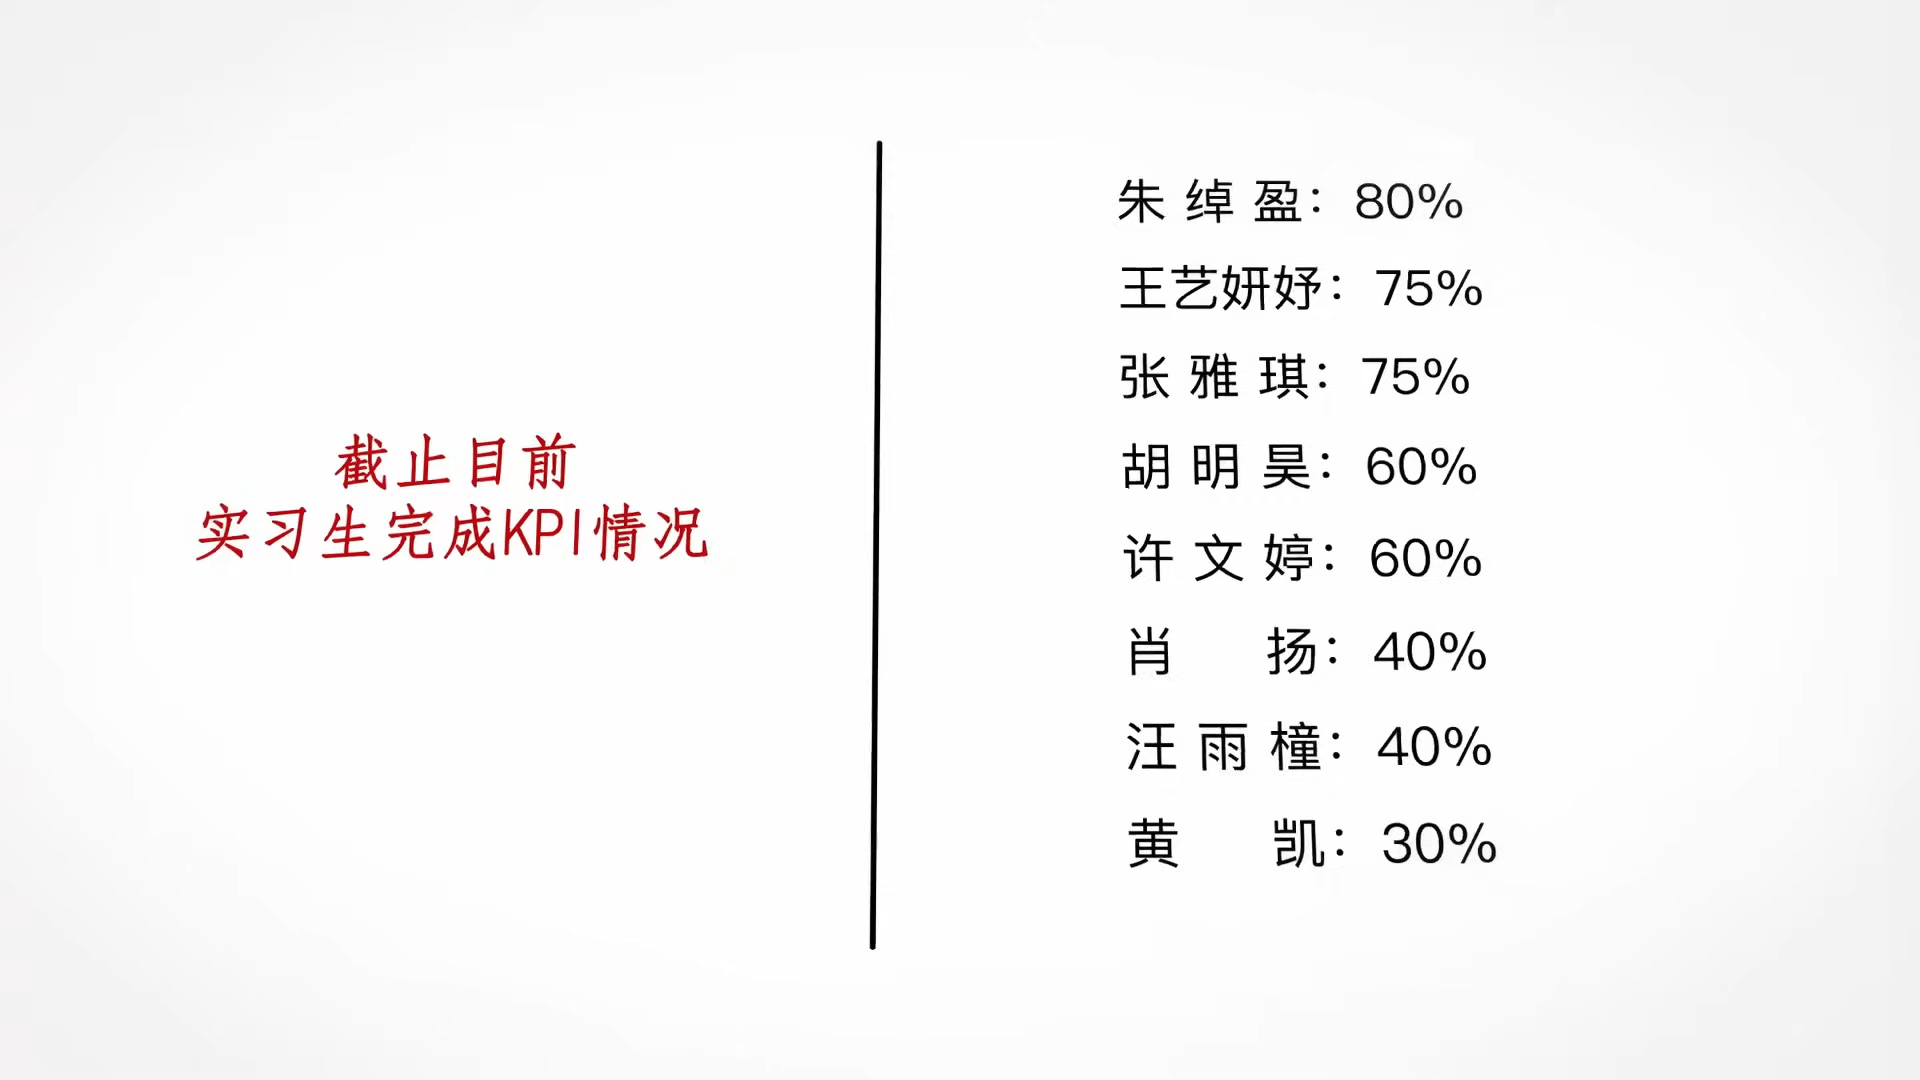 截止目前
实习生完成KPI情况
朱绰盈：80%
王艺妍妤：75%
张雅琪：75%
胡明昊：60%
许文婷：60%
肖扬：40%
汪雨橦：40%
黄凯：30%